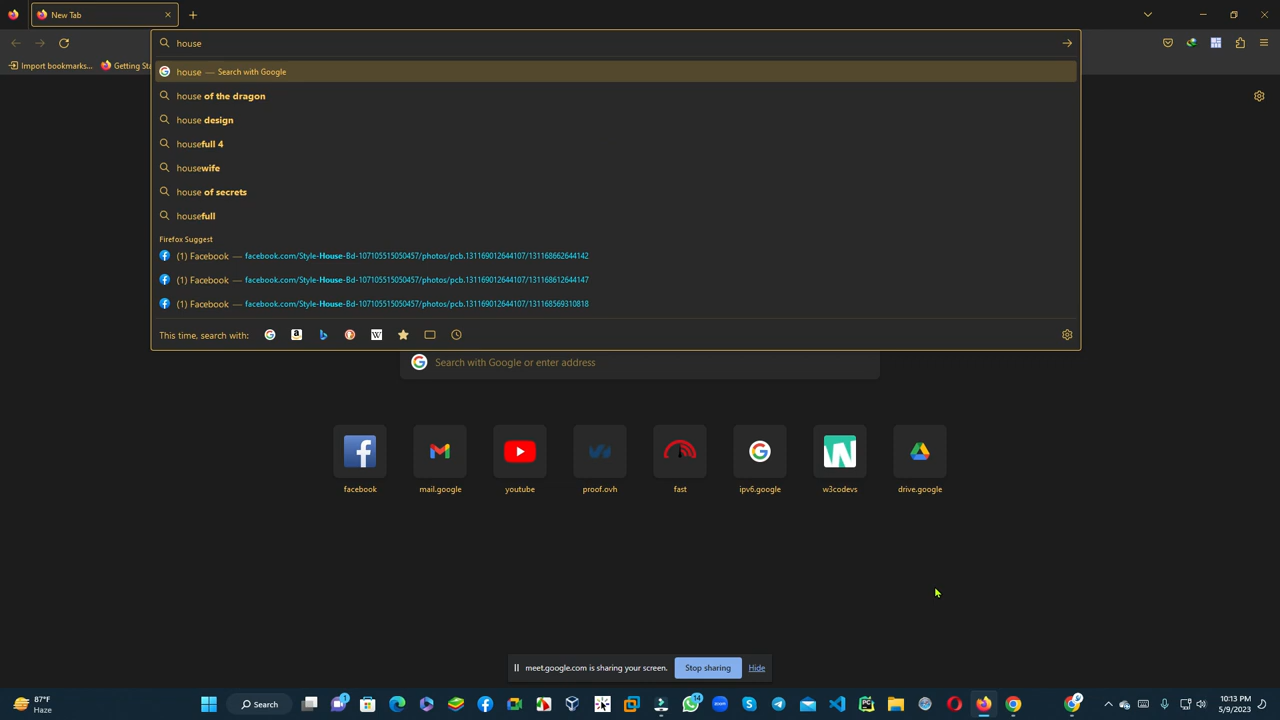 New Tab
house
Import bookmarks...
Getting Sta
house — Search with Google
house of the dragon
house design
housefull 4
housewife
house of secrets
housefull
Firefox Suggest
(1) Facebook — facebook.com/Style-House-Bd-107105515050457/photos/pcb.131169012644107/131168662644142
(1) Facebook — facebook.com/Style-House-Bd-107105515050457/photos/pcb.131169012644107/131168612644147
(1) Facebook — facebook.com/Style-House-Bd-107105515050457/photos/pcb.131169012644107/131168569310818
This time, search with:
Search with Google or enter address
facebook
mail.google
youtube
proof.ovh
fast
ipv6.google
w3codevs
drive.google
meet.google.com is sharing your screen.
Stop sharing
Hide
87°F
Haze
Search
1
14
zoom
10:13 PM
5/9/2023